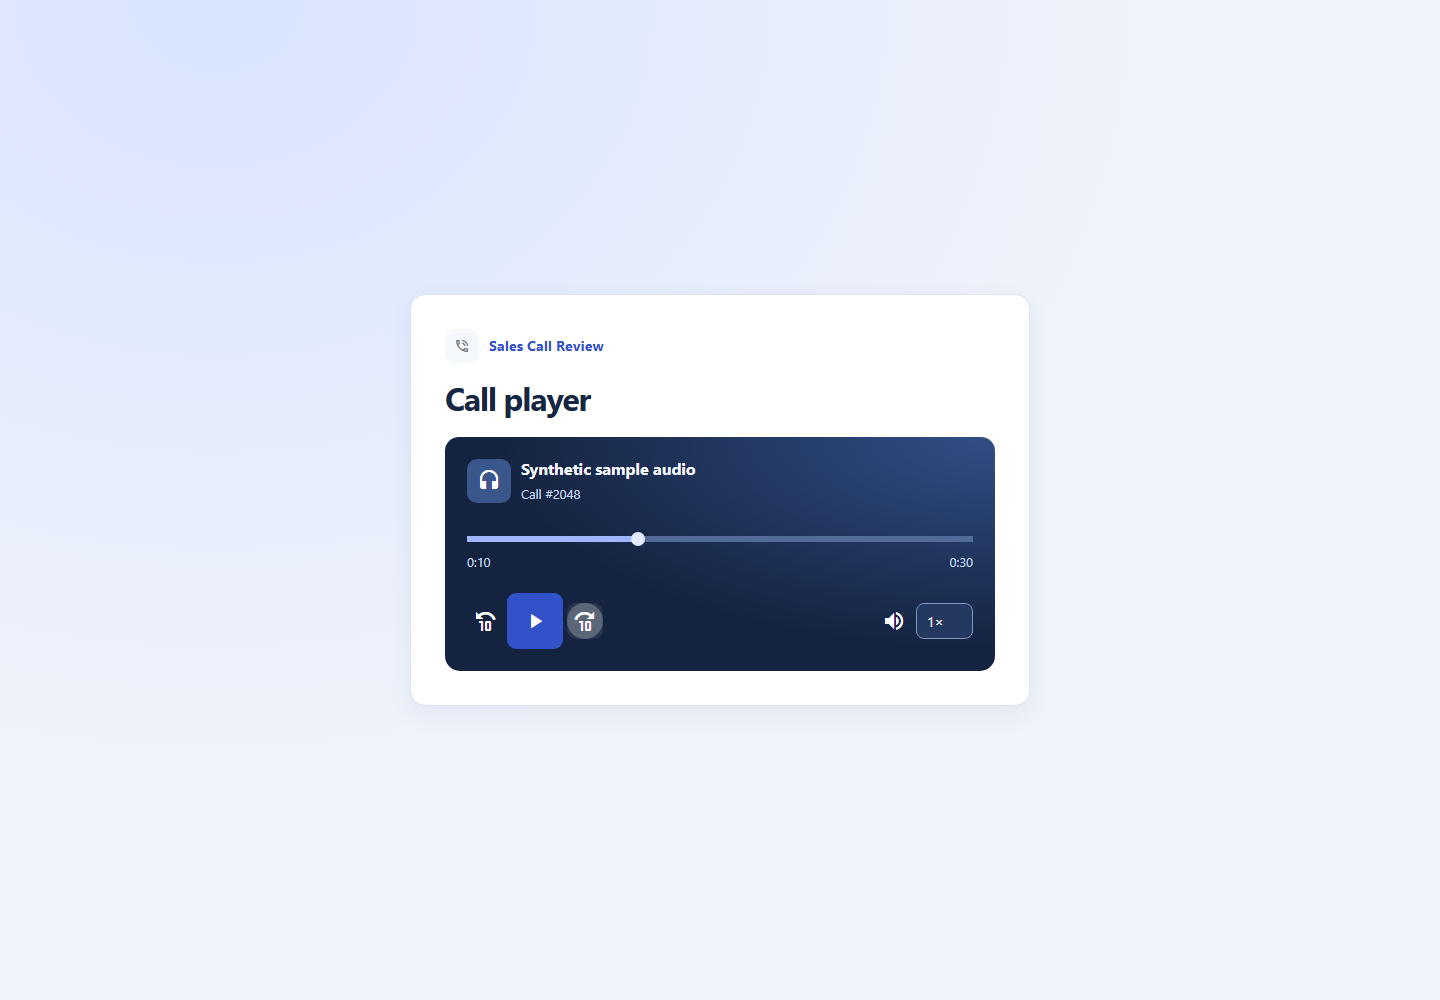 Sales Call Review
Call player
Synthetic sample audio
Call #2048
0:10
0:30
10
10
1×